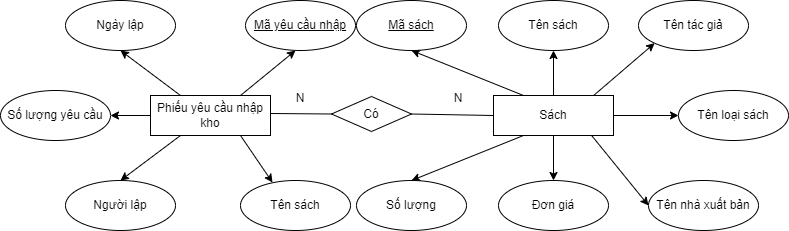 Ngày lập
Mã yêu cầu nhập
Mã sách
Tên sách
Tên tác giả
Số lượng yêu cầu
Phiếu yêu cầu nhập
kho
N
Có
N
Sách
Tên loại sách
Người lập
Tên sách
Số lượng
Đơn giá
Tên nhà xuất bản